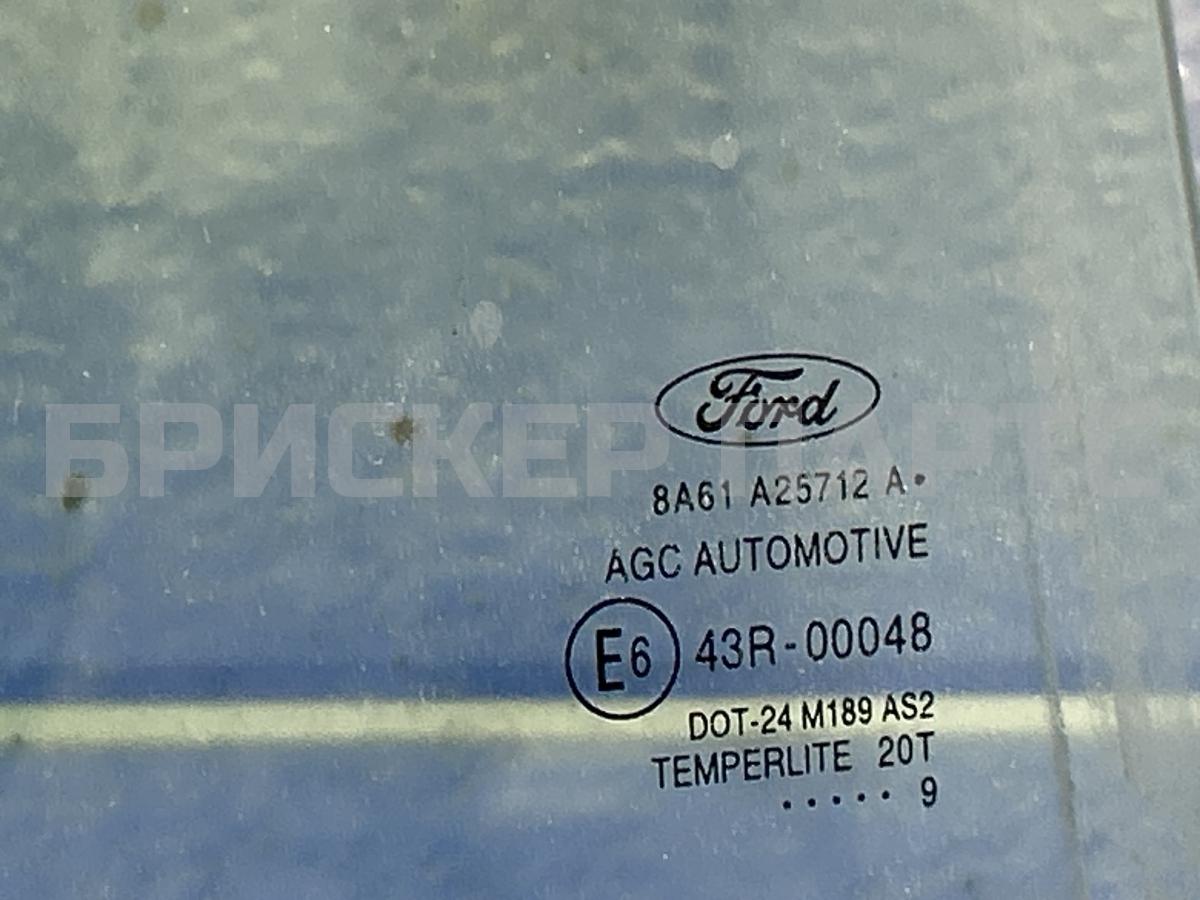 Ford
8A61 A25712 A
AGC AUTOMOTIVE
E6 43R-00048
DOT-24 M189 AS2
TEMPERLITE 20T
..... 9
БРИСКЕР ПАРТС